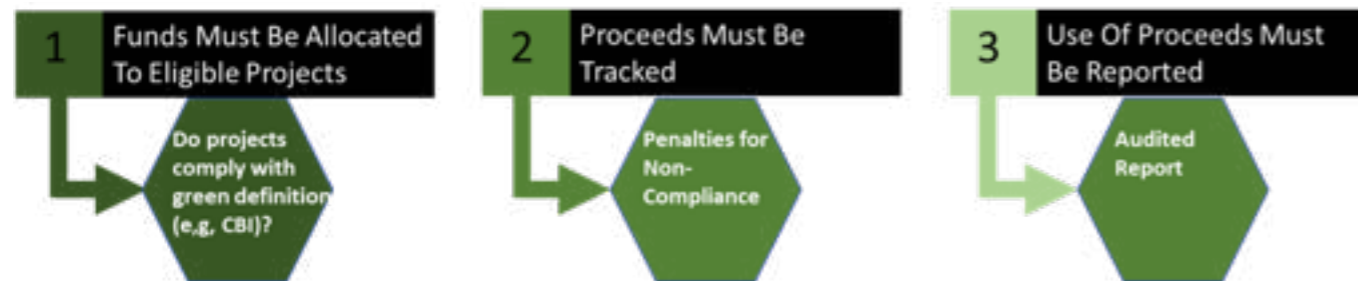 1
Funds Must Be Allocated
To Eligible Projects
Do projects
comply with
green definition
(e,g, CBI)?
2
Proceeds Must Be
Tracked
Penalties for
Non-
Compliance
3
Use Of Proceeds Must
Be Reported
Audited
Report